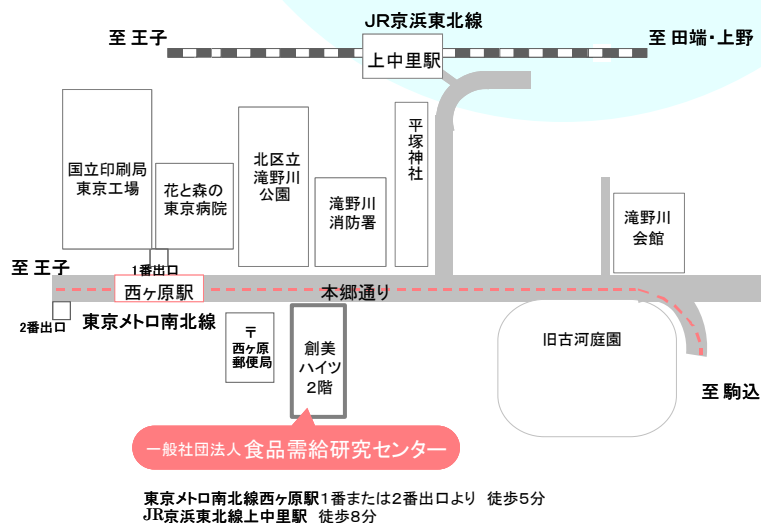 JR京浜東北線
至 王子
至 田端・上野
上中里駅
国立印刷局
東京工場
花と森の
東京病院
北区立
滝野川
公園
滝野川
消防署
平塚神社
滝野川
会館
至 王子
1番出口
西ヶ原駅
本郷通り
2番出口
東京メトロ南北線
〒
西ヶ原
郵便局
創美
ハイツ
2階
旧古河庭園
至 駒込
一般社団法人 食品需給研究センター
東京メトロ南北線西ヶ原駅1番または2番出口より 徒歩5分
JR京浜東北線上中里駅 徒歩8分